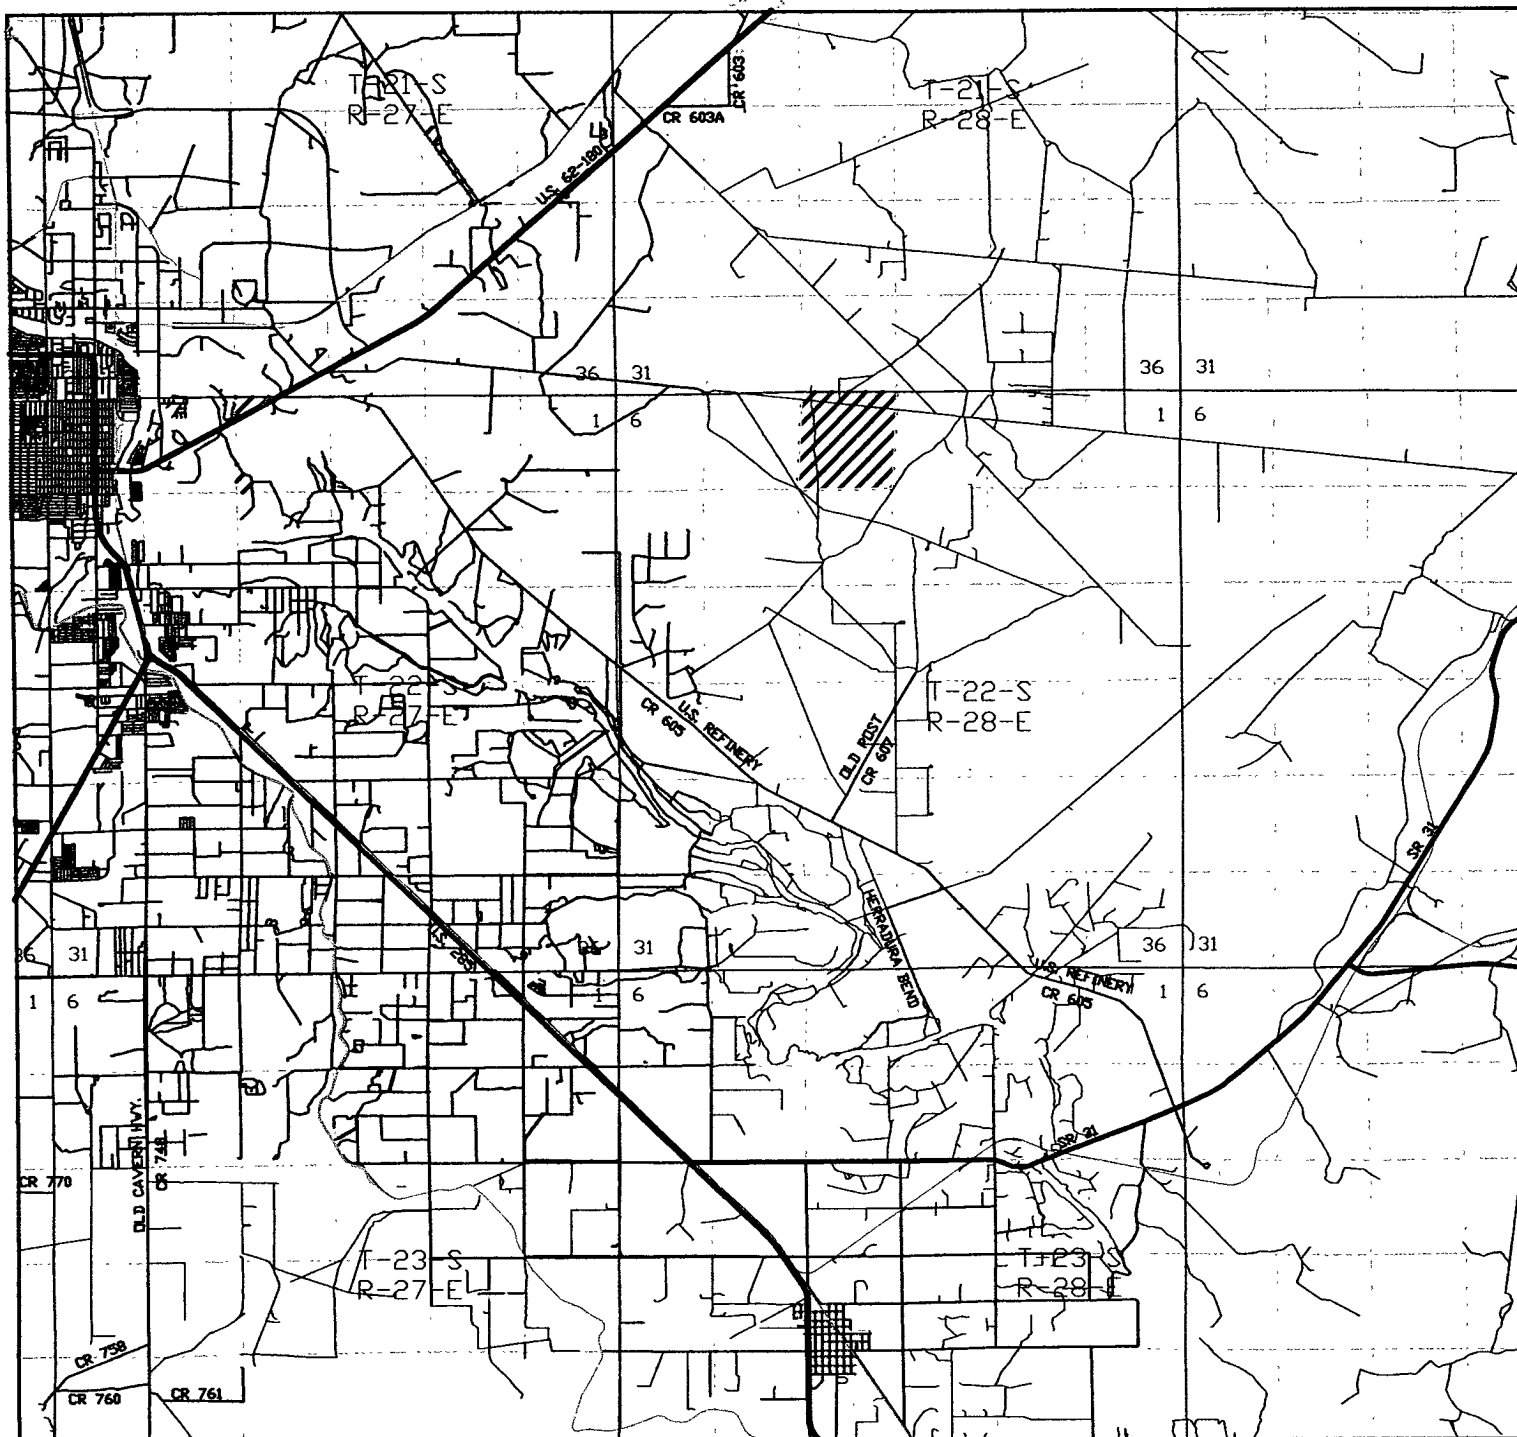 T-21-S
R-27-E
CR 603
CR 603A
T-21-S
R-28-E
U.S. 62-180
36 31
1 6
36 31
1 6
T-22-S
R-27-E
U.S. REFINERY
CR 605
OLD POST
CR 607
T-22-S
R-28-E
SR 31
HERRADURA BEND
36 31
1 6
U.S. 285
36 31
1 6
U.S. REFINERY
CR 605
36 31
1 6
OLD CAVERN HWY.
CR 748
CR 770
SR 31
T-23-S
R-27-E
T-23-S
R-28-E
CR 758
CR 760
CR 761